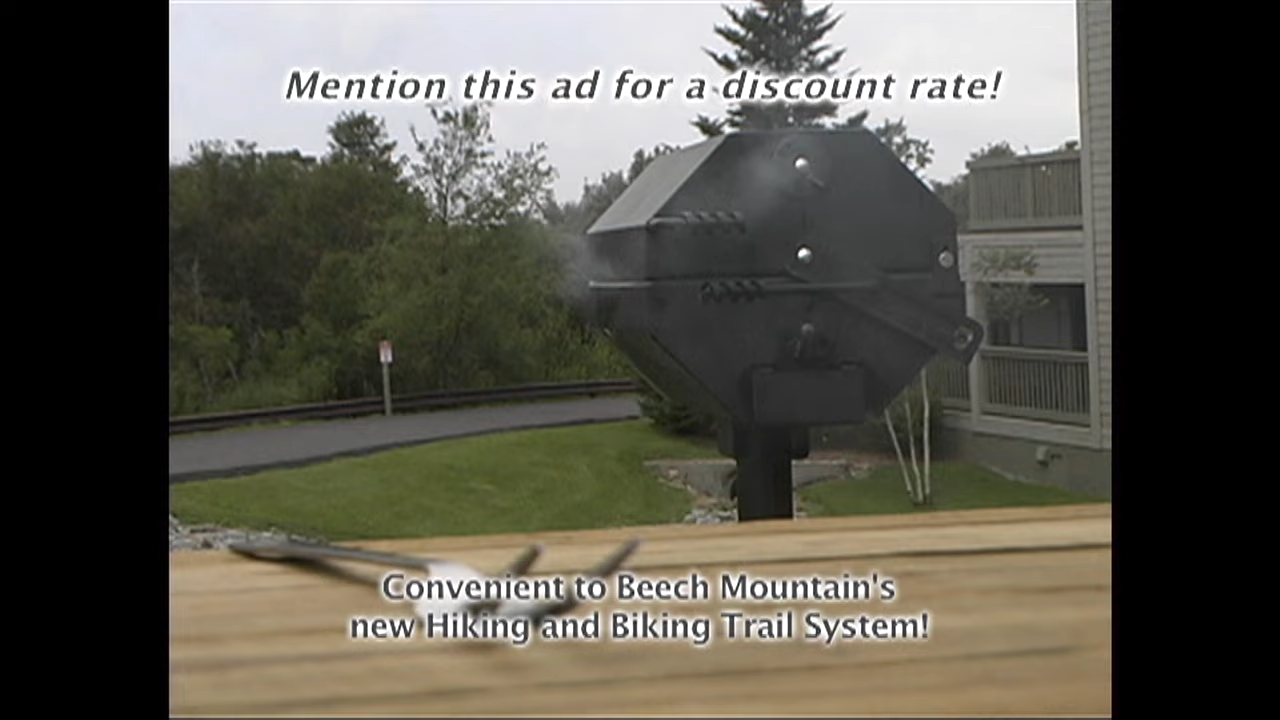 Mention this ad for a discount rate!
Convenient to Beech Mountain's
new Hiking and Biking Trail System!